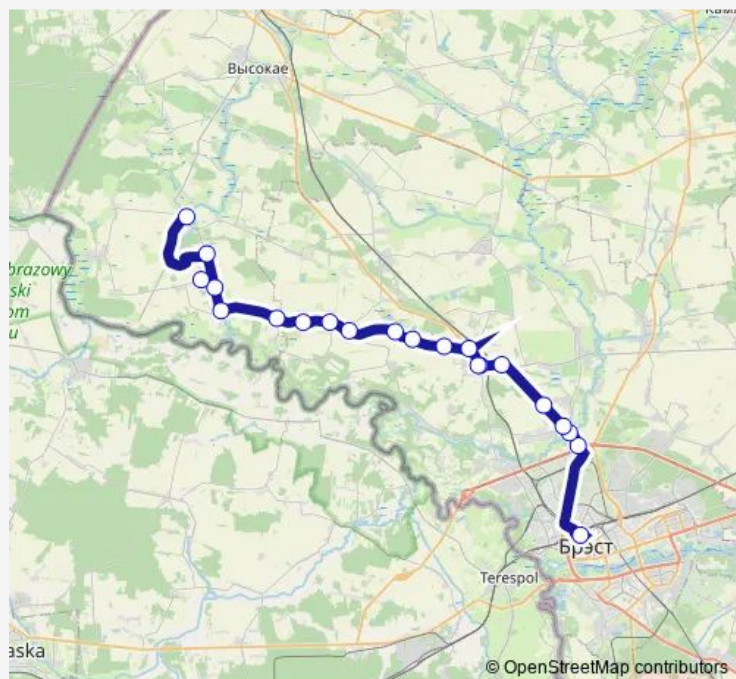 Высокае
brazowy
ski
om
u
Брэст
Terespol
aska
© OpenStreetMap contributors